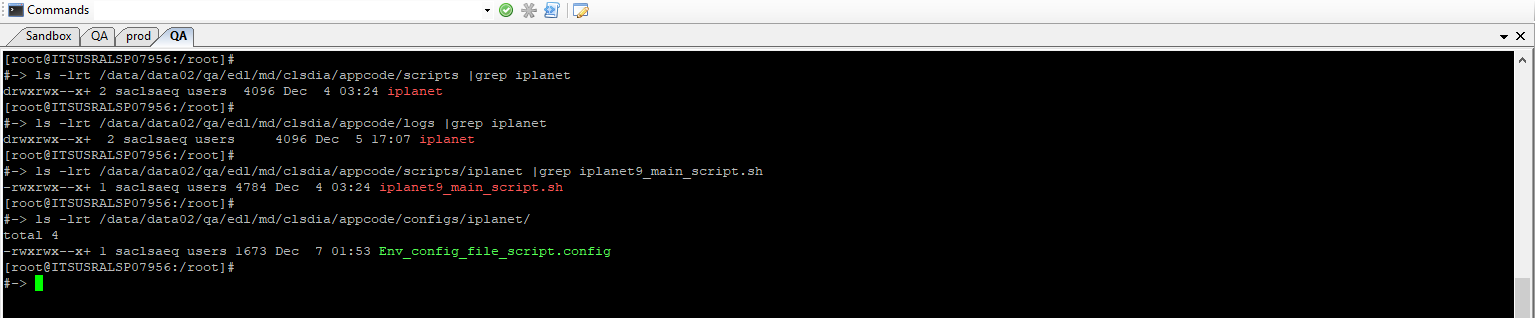 Commands
Sandbox QA prod QA
[root@ITSUSRALSP07956:/root]#
#-> ls -lrt /data/data02/qa/edl/md/clsdia/appcode/scripts |grep iplanet
drwxrwx--x+ 2 saclsaeq users  4096 Dec  4 03:24 iplanet
[root@ITSUSRALSP07956:/root]#
#-> ls -lrt /data/data02/qa/edl/md/clsdia/appcode/logs |grep iplanet
drwxrwx--x+  2 saclsaeq users     4096 Dec  5 17:07 iplanet
[root@ITSUSRALSP07956:/root]#
#-> ls -lrt /data/data02/qa/edl/md/clsdia/appcode/scripts/iplanet |grep iplanet9_main_script.sh
-rwxrwx--x+ 1 saclsaeq users 4784 Dec  4 03:24 iplanet9_main_script.sh
[root@ITSUSRALSP07956:/root]#
#-> ls -lrt /data/data02/qa/edl/md/clsdia/appcode/configs/iplanet/
total 4
-rwxrwx--x+ 1 saclsaeq users 1673 Dec  7 01:53 Env_config_file_script.config
[root@ITSUSRALSP07956:/root]#
#->